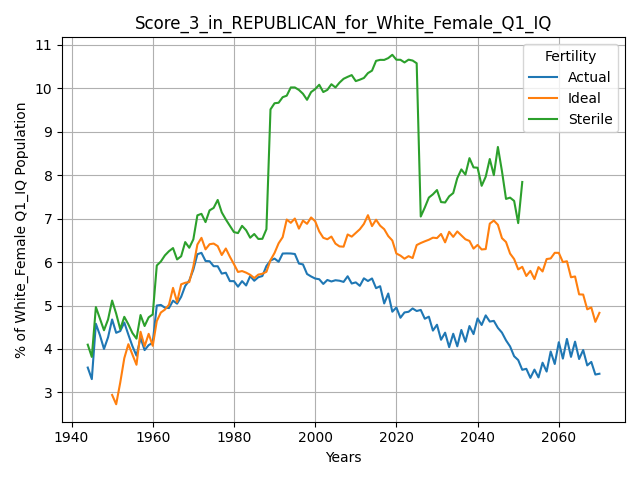 Score_3_in_REPUBLICAN_for_White_Female_Q1_IQ
% of White_Female Q1_IQ Population
11
10
9
8
7
6
5
4
3
Fertility
Actual
Ideal
Sterile
1940
1960
1980
2000
2020
2040
2060
Years